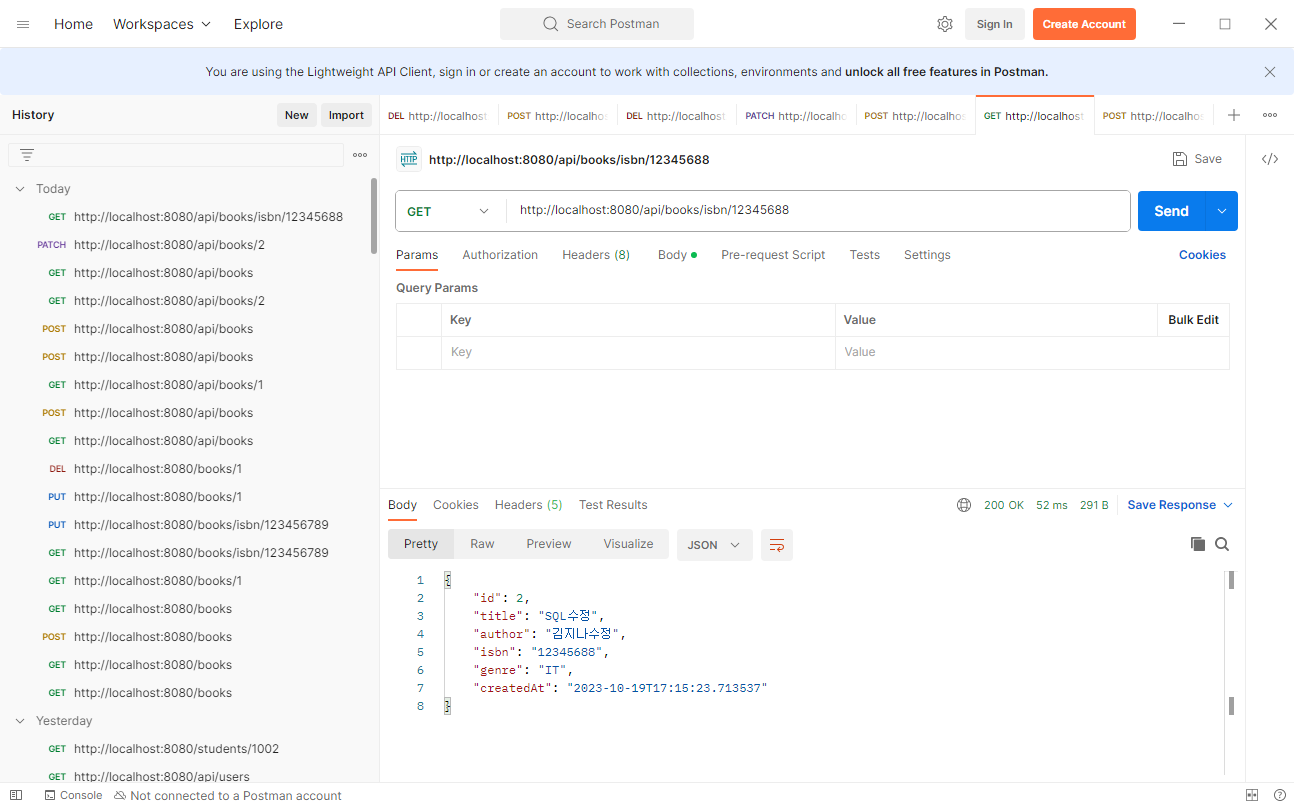 Home Workspaces Explore Search Postman Sign In Create Account
You are using the Lightweight API Client, sign in or create an account to work with collections, environments and unlock all free features in Postman.
History New Import
DEL http://localhost POST http://localhos DEL http://localhost PATCH http://localh POST http://localhos GET http://localhost POST http://localhos
http://localhost:8080/api/books/isbn/12345688 Save
Today
GET http://localhost:8080/api/books/isbn/12345688
PATCH http://localhost:8080/api/books/2
GET http://localhost:8080/api/books
GET http://localhost:8080/api/books/2
POST http://localhost:8080/api/books
POST http://localhost:8080/api/books
GET http://localhost:8080/api/books/1
POST http://localhost:8080/api/books
GET http://localhost:8080/api/books
DEL http://localhost:8080/books/1
PUT http://localhost:8080/books/1
PUT http://localhost:8080/books/isbn/123456789
GET http://localhost:8080/books/isbn/123456789
GET http://localhost:8080/books/1
GET http://localhost:8080/books
POST http://localhost:8080/books
GET http://localhost:8080/books
GET http://localhost:8080/books
Yesterday
GET http://localhost:8080/students/1002
GET http://localhost:8080/api/users
HTTP
GET http://localhost:8080/api/books/isbn/12345688 Send
Params Authorization Headers (8) Body Pre-request Script Tests Settings Cookies
Query Params
Key Value Bulk Edit
Key Value
Body Cookies Headers (5) Test Results 200 OK 52 ms 291 B Save Response
Pretty Raw Preview Visualize JSON
1 {
2 "id": 2,
3 "title": "SQL수정",
4 "author": "김지나수정",
5 "isbn": "12345688",
6 "genre": "IT",
7 "createdAt": "2023-10-19T17:15:23.713537"
8 }
Console Not connected to a Postman account